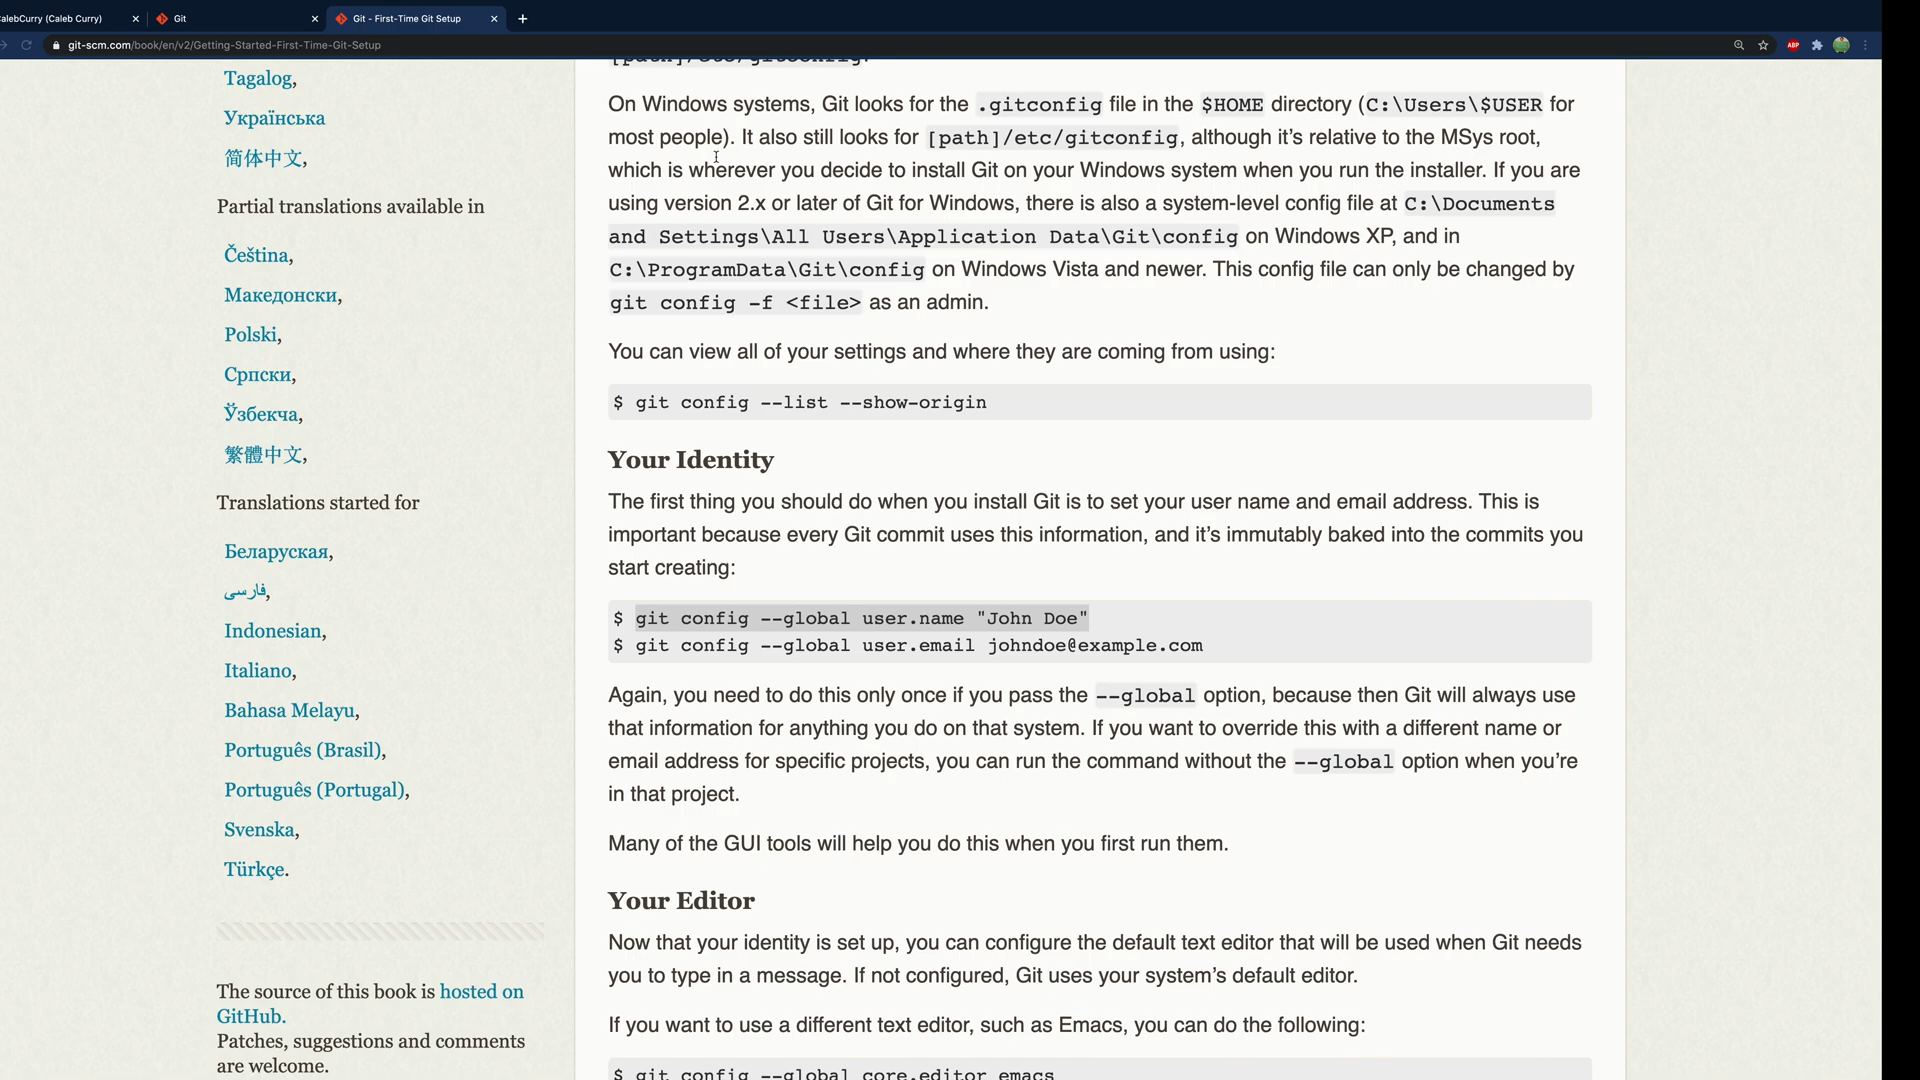 alebCurry (Caleb Curry)
Git
Git - First-Time Git Setup
git-scm.com/book/en/v2/Getting-Started-First-Time-Git-Setup
ABP
Tagalog,
Українська
简体中文,
Partial translations available in
Čeština,
Македонски,
Polski,
Српски,
Ўзбекча,
繁體中文,
Translations started for
Беларуская,
فارسی,
Indonesian,
Italiano,
Bahasa Melayu,
Português (Brasil),
Português (Portugal),
Svenska,
Türkçe.
The source of this book is hosted on
GitHub.
Patches, suggestions and comments
are welcome.
[path]/etc/gitconfig.
On Windows systems, Git looks for the .gitconfig file in the $HOME directory (C:\Users\$USER for
most people). It also still looks for [path]/etc/gitconfig, although it’s relative to the MSys root,
which is wherever you decide to install Git on your Windows system when you run the installer. If you are
using version 2.x or later of Git for Windows, there is also a system-level config file at C:\Documents
and Settings\All Users\Application Data\Git\config on Windows XP, and in
C:\ProgramData\Git\config on Windows Vista and newer. This config file can only be changed by
git config -f <file> as an admin.
You can view all of your settings and where they are coming from using:
$ git config --list --show-origin
Your Identity
The first thing you should do when you install Git is to set your user name and email address. This is
important because every Git commit uses this information, and it’s immutably baked into the commits you
start creating:
$ git config --global user.name "John Doe"
$ git config --global user.email johndoe@example.com
Again, you need to do this only once if you pass the --global option, because then Git will always use
that information for anything you do on that system. If you want to override this with a different name or
email address for specific projects, you can run the command without the --global option when you’re
in that project.
Many of the GUI tools will help you do this when you first run them.
Your Editor
Now that your identity is set up, you can configure the default text editor that will be used when Git needs
you to type in a message. If not configured, Git uses your system’s default editor.
If you want to use a different text editor, such as Emacs, you can do the following:
$ git config --global core.editor emacs